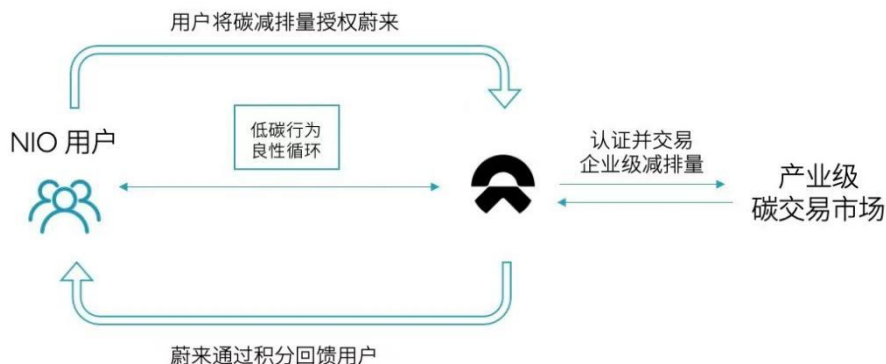 用户将碳减排量授权蔚来
低碳行为
良性循环
NIO 用户
认证并交易
企业级减排量
产业级
碳交易市场
蔚来通过积分回馈用户